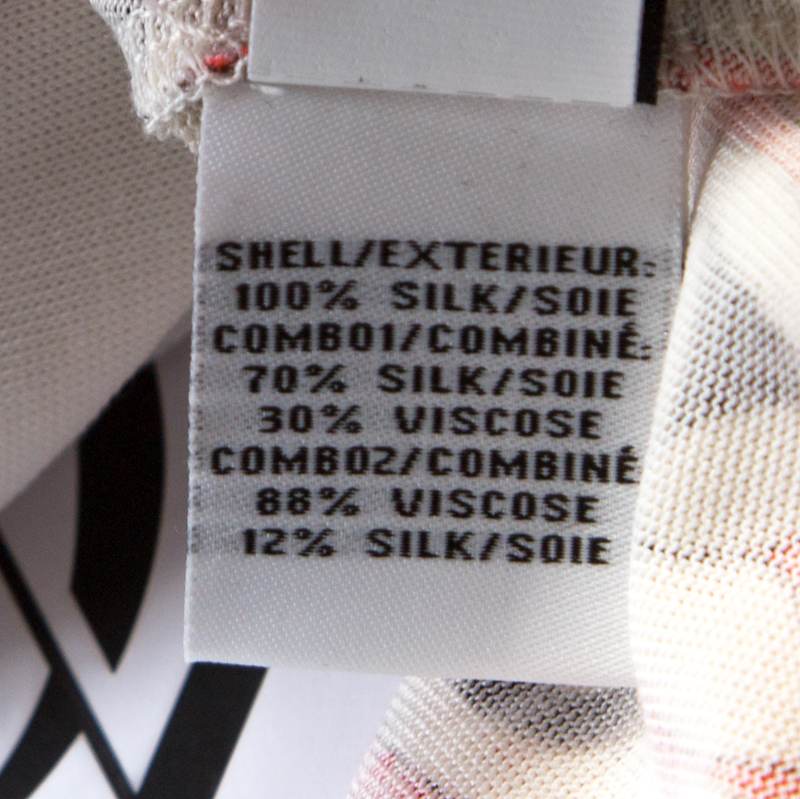 SHELL/EXTERIEUR:
100% SILK/SOIE
COMBO1/COMBINÉ:
70% SILK/SOIE
30% VISCOSE
COMBO2/COMBINÉ
88% VISCOSE
12% SILK/SOIE